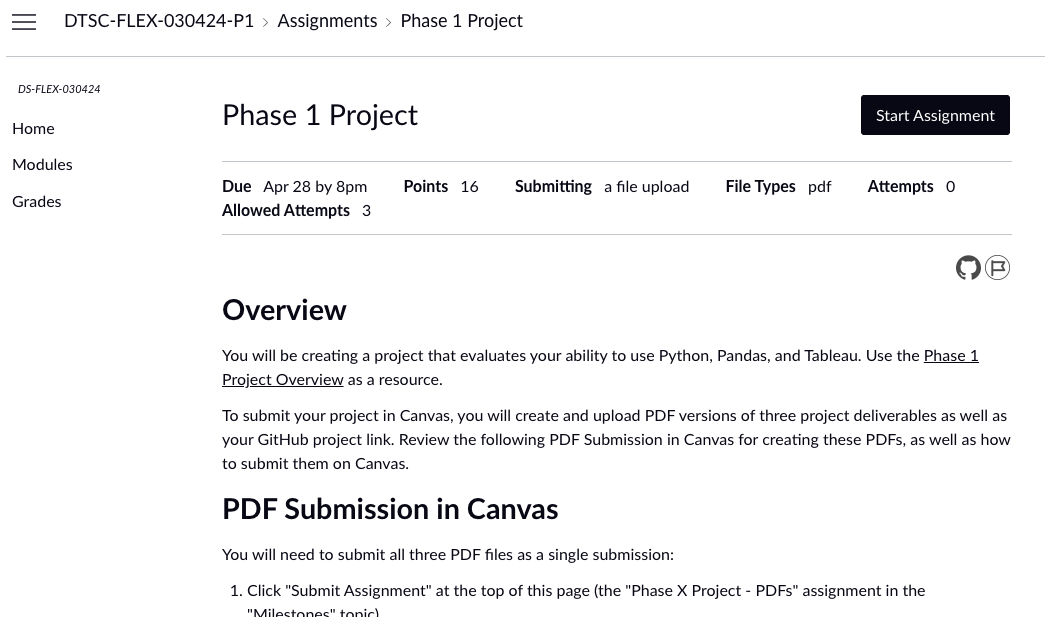 DTSC-FLEX-030424-P1 > Assignments > Phase 1 Project
DS-FLEX-030424
Home
Modules
Grades
Phase 1 Project
Start Assignment
Due Apr 28 by 8pm Points 16 Submitting a file upload File Types pdf Attempts 0
Allowed Attempts 3
Overview
You will be creating a project that evaluates your ability to use Python, Pandas, and Tableau. Use the Phase 1
Project Overview as a resource.
To submit your project in Canvas, you will create and upload PDF versions of three project deliverables as well as
your GitHub project link. Review the following PDF Submission in Canvas for creating these PDFs, as well as how
to submit them on Canvas.
PDF Submission in Canvas
You will need to submit all three PDF files as a single submission:
1. Click "Submit Assignment" at the top of this page (the "Phase X Project - PDFs" assignment in the
"Milestones" topic)